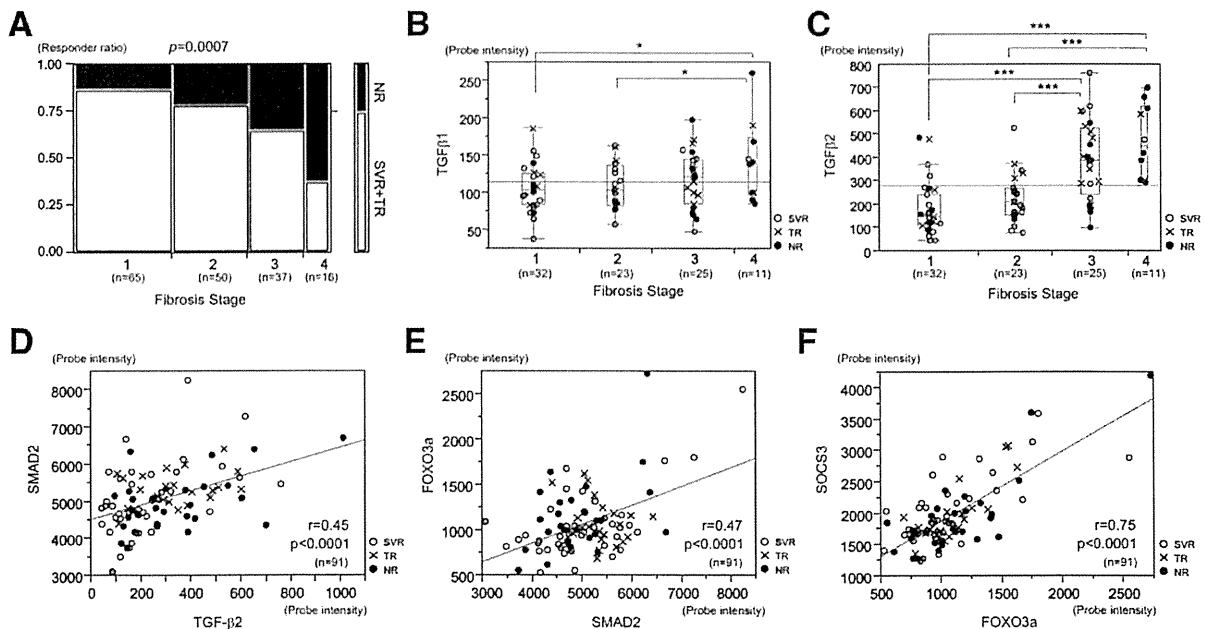 A
(Responder ratio)
p=0.0007
1.00
0.75
0.50
0.25
0.00
NR
SVR+TR
1 2 3 4
(n=65) (n=50) (n=37) (n=16)
Fibrosis Stage
B
(Probe intensity)
*
*
TGFβ1
250
200
150
100
50
○ SVR
× TR
● NR
1 2 3 4
(n=32) (n=23) (n=25) (n=11)
Fibrosis Stage
C
(Probe intensity)
***
***
***
***
TGFβ2
800
700
600
500
400
300
200
100
0
○ SVR
× TR
● NR
1 2 3 4
(n=32) (n=23) (n=25) (n=11)
Fibrosis Stage
D
(Probe intensity)
SMAD2
8000
7000
6000
5000
4000
3000
r=0.45
p<0.0001
(n=91)
○ SVR
× TR
● NR
0 200 400 600 800 1000
(Probe intensity)
TGF-β2
E
(Probe intensity)
FOXO3a
2500
2000
1500
1000
500
r=0.47
p<0.0001
(n=91)
○ SVR
× TR
● NR
3000 4000 5000 6000 7000 8000
(Probe intensity)
SMAD2
F
(Probe intensity)
SOCS3
4000
3500
3000
2500
2000
1500
1000
r=0.75
p<0.0001
(n=91)
○ SVR
× TR
● NR
500 1000 1500 2000 2500
(Probe intensity)
FOXO3a